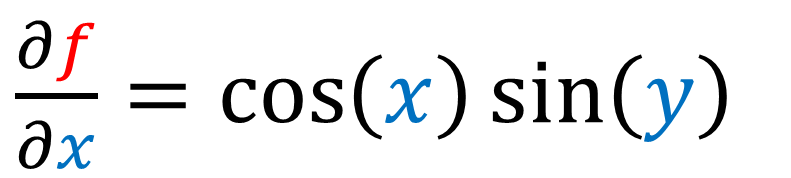 ∂f/∂x = cos(x) sin(y)